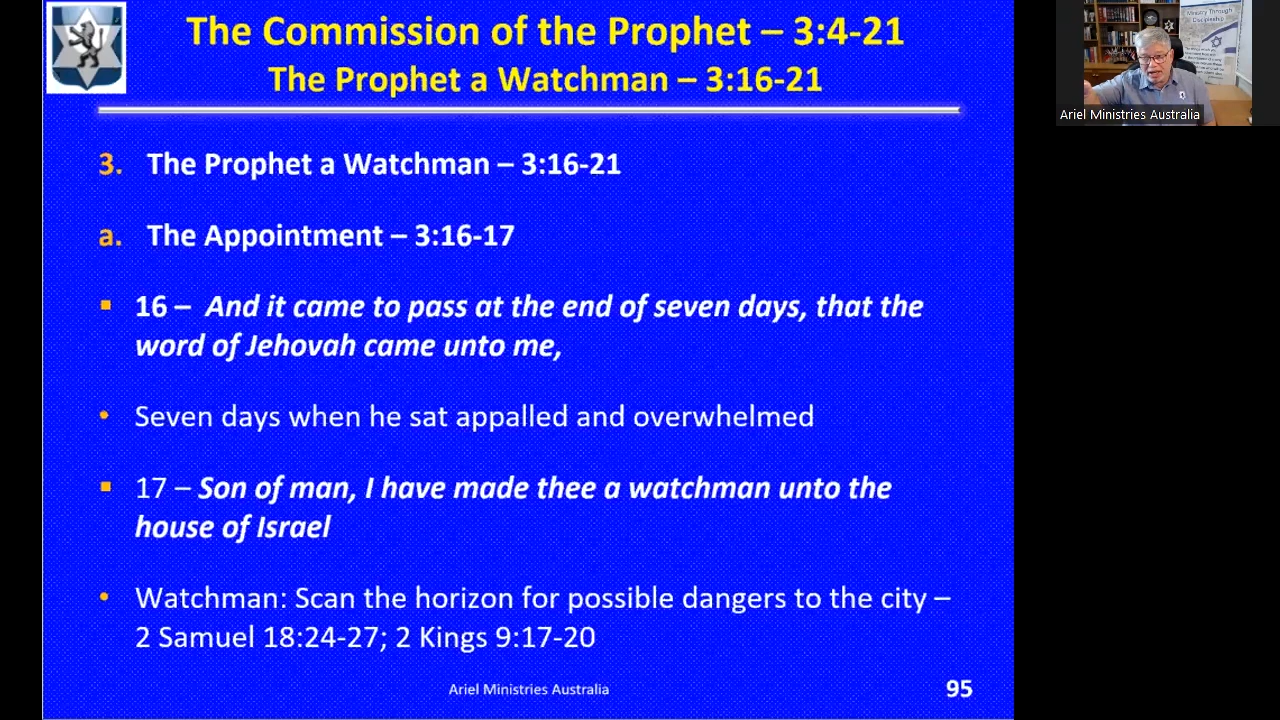 The Commission of the Prophet – 3:4-21
The Prophet a Watchman – 3:16-21
3. The Prophet a Watchman – 3:16-21
a. The Appointment – 3:16-17
▪ 16 – And it came to pass at the end of seven days, that the
word of Jehovah came unto me,
• Seven days when he sat appalled and overwhelmed
▪ 17 – Son of man, I have made thee a watchman unto the
house of Israel
• Watchman: Scan the horizon for possible dangers to the city –
2 Samuel 18:24-27; 2 Kings 9:17-20
Ariel Ministries Australia
95
Ministry Through
Discipleship
Ariel Ministries Australia